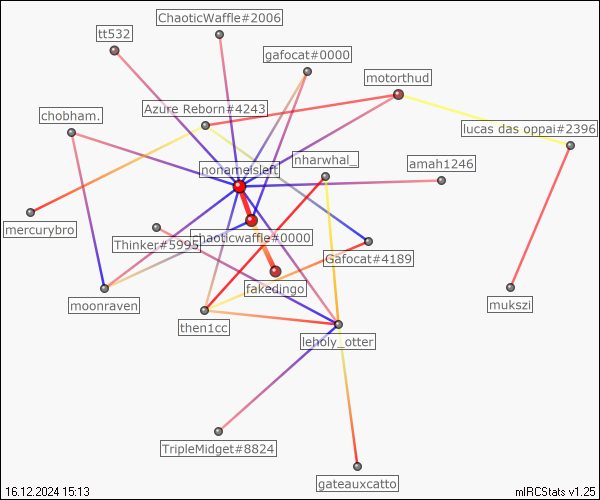 ChaoticWaffle#2006
tt532
gafocat#0000
motorthud
Azure Reborn#4243
chobham.
lucas das oppai#2396
nharwhal_
amah1246
nonameisleft
mercurybro
Thinker#5995
chaoticwaffle#0000
Gafocat#4189
fakedingo
moonraven
mukszi
then1cc
leholy_otter
TripleMidget#8824
gateauxcatto
16.12.2024 15:13
mIRCStats v1.25